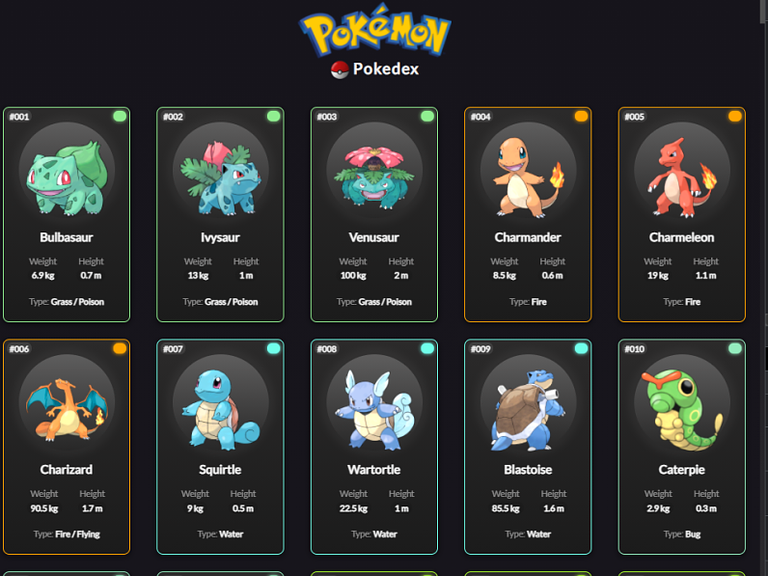 POKéMON
Pokedex
#001
Bulbasaur
Weight Height
6.9 kg 0.7 m
Type: Grass / Poison
#002
Ivysaur
Weight Height
13 kg 1 m
Type: Grass / Poison
#003
Venusaur
Weight Height
100 kg 2 m
Type: Grass / Poison
#004
Charmander
Weight Height
8.5 kg 0.6 m
Type: Fire
#005
Charmeleon
Weight Height
19 kg 1.1 m
Type: Fire
#006
Charizard
Weight Height
90.5 kg 1.7 m
Type: Fire / Flying
#007
Squirtle
Weight Height
9 kg 0.5 m
Type: Water
#008
Wartortle
Weight Height
22.5 kg 1 m
Type: Water
#009
Blastoise
Weight Height
85.5 kg 1.6 m
Type: Water
#010
Caterpie
Weight Height
2.9 kg 0.3 m
Type: Bug